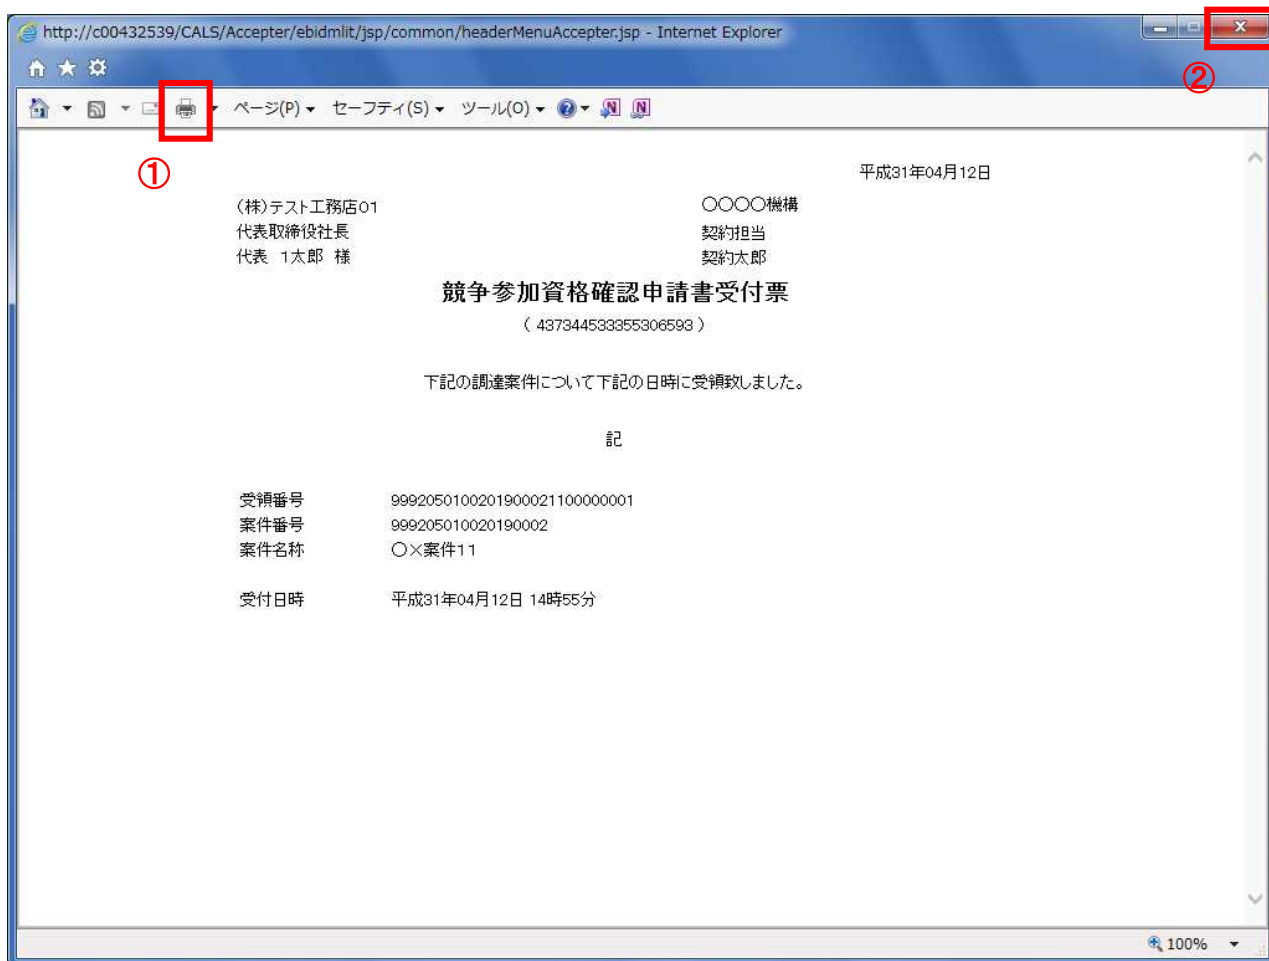 http://c00432539/CALS/Accepter/ebidmlit/jsp/common/headerMenuAccepter.jsp - Internet Explorer
②
ページ(P) セーフティ(S) ツール(O)
①
平成31年04月12日
(株)テスト工務店01 〇〇〇〇機構
代表取締役社長 契約担当
代表 1太郎 様 契約太郎
競争参加資格確認申請書受付票
( 437344533355306593 )
下記の調達案件について下記の日時に受領致しました。
記
受領番号 9992050100201900021100000001
案件番号 999205010020190002
案件名称 〇×案件11
受付日時 平成31年04月12日 14時55分
100%